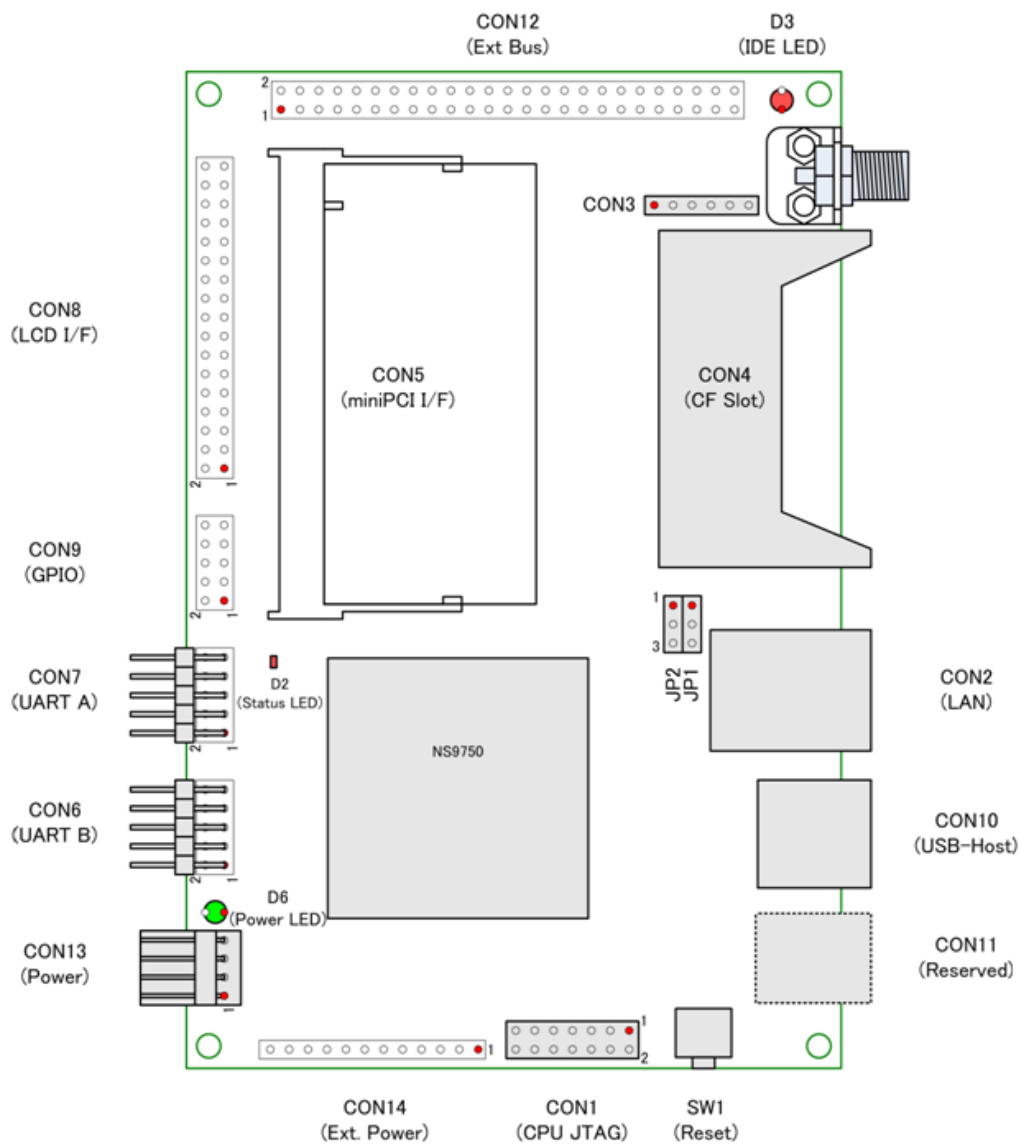 CON12
(Ext Bus)
D3
(IDE LED)
2
1
CON3
CON8
(LCD I/F)
CON5
(miniPCI I/F)
CON4
(CF Slot)
2
1
CON9
(GPIO)
2
1
1
3
JP2
JP1
CON7
(UART A)
D2
(Status LED)
CON2
(LAN)
2
1
NS9750
CON6
(UART B)
CON10
(USB-Host)
2
1
D6
(Power LED)
CON13
(Power)
CON11
(Reserved)
1
1
1
2
CON14
(Ext. Power)
CON1
(CPU JTAG)
SW1
(Reset)